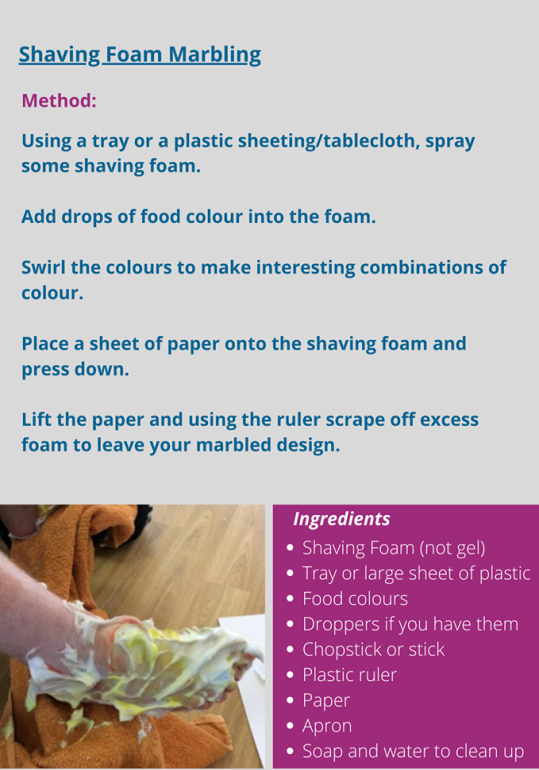 Shaving Foam Marbling
Method:
Using a tray or a plastic sheeting/tablecloth, spray
some shaving foam.
Add drops of food colour into the foam.
Swirl the colours to make interesting combinations of
colour.
Place a sheet of paper onto the shaving foam and
press down.
Lift the paper and using the ruler scrape off excess
foam to leave your marbled design.
Ingredients
• Shaving Foam (not gel)
• Tray or large sheet of plastic
• Food colours
• Droppers if you have them
• Chopstick or stick
• Plastic ruler
• Paper
• Apron
• Soap and water to clean up